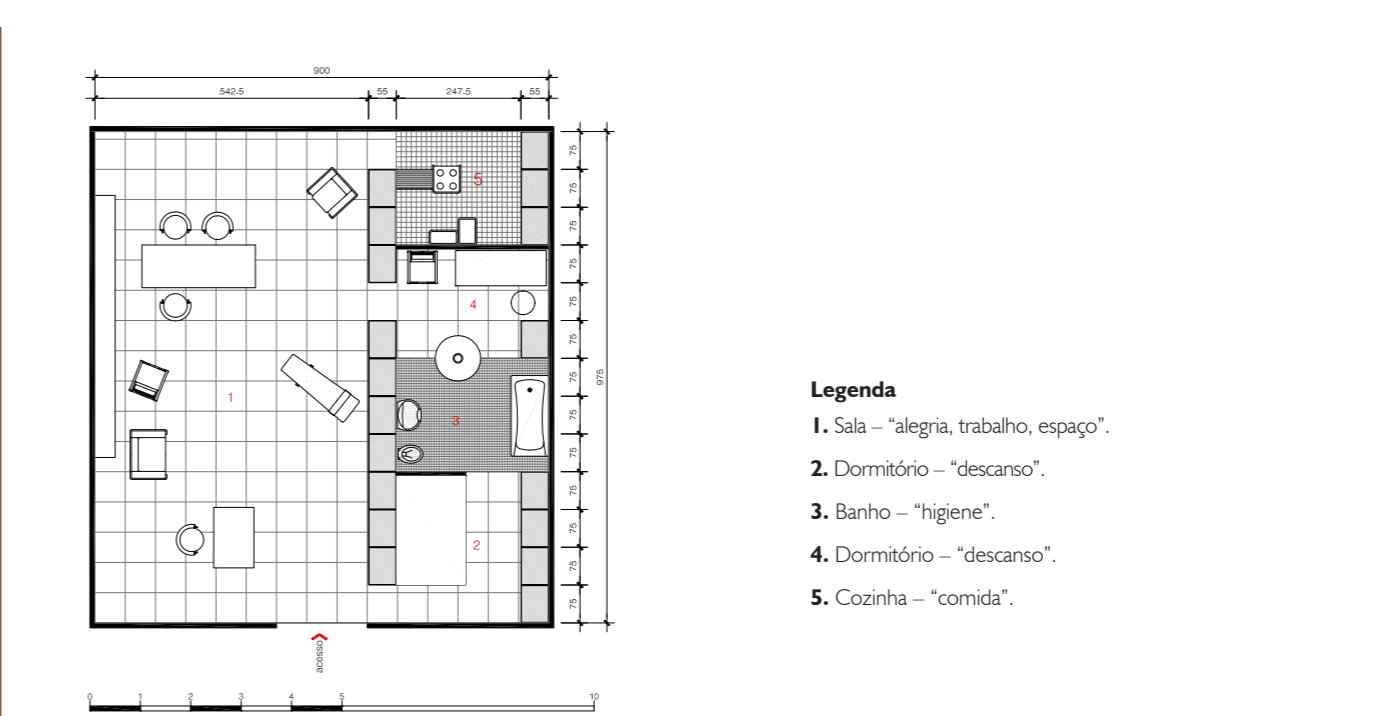 900
542.5 55 247.5 55
75
75
75
75
75
75
75
75
75
75
75
75
75
975
5
4
1
3
2
acesso
0 1 2 3 4 5 10
Legenda
1. Sala – “alegria, trabalho, espaço”.
2. Dormitório – “descanso”.
3. Banho – “higiene”.
4. Dormitório – “descanso”.
5. Cozinha – “comida”.